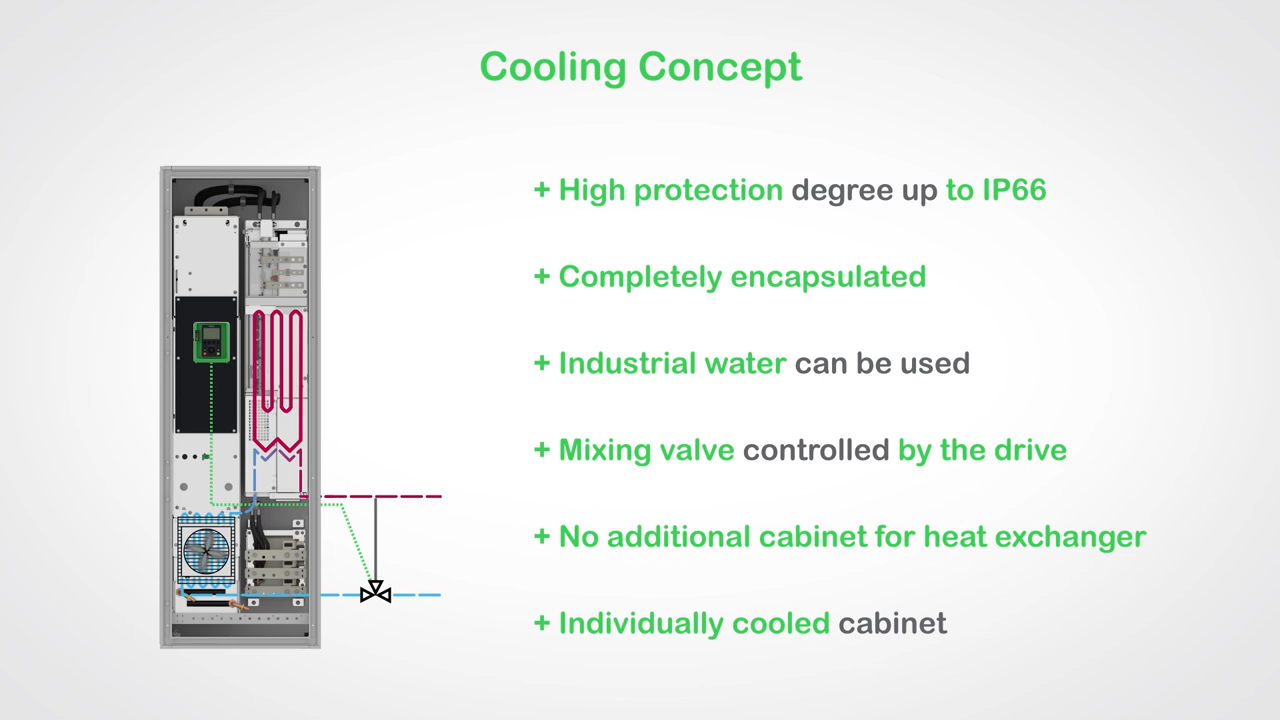 Cooling Concept
+ High protection degree up to IP66
+ Completely encapsulated
+ Industrial water can be used
+ Mixing valve controlled by the drive
+ No additional cabinet for heat exchanger
+ Individually cooled cabinet